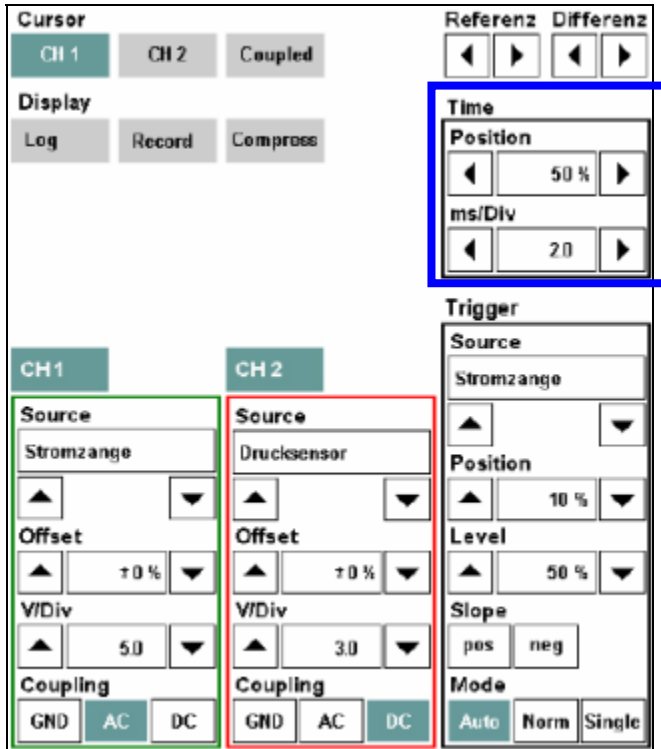 Cursor
CH 1 CH 2 Coupled
Display
Log Record Compress
Referenz Differenz
Time
Position
50 %
ms/Div
2.0
CH 1
Source
Stromzange
Offset
±0 %
V/Div
5.0
Coupling
GND AC DC
CH 2
Source
Drucksensor
Offset
±0 %
V/Div
3.0
Coupling
GND AC DC
Trigger
Source
Stromzange
Position
10 %
Level
50 %
Slope
pos neg
Mode
Auto Norm Single